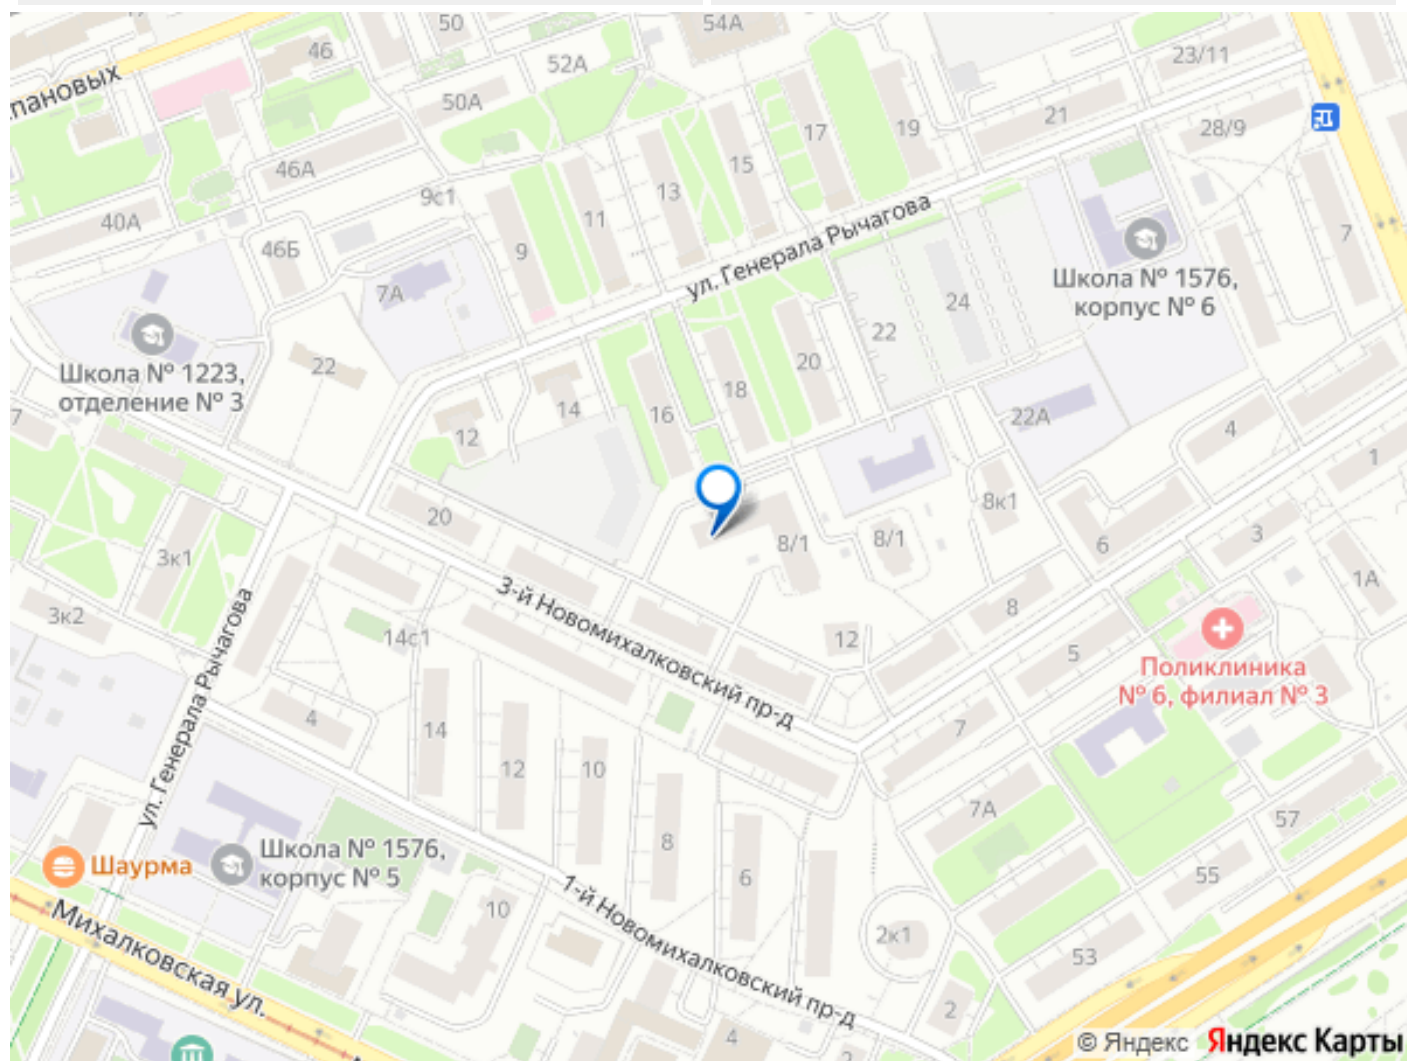 50
54А
46
52А
23/11
пановых
50А
21
28/9
17
19
15
46А
13
9с1
11
40А
7
46Б
9
ул. Генерала Рычагова
7А
Школа № 1576,
корпус № 6
24
22
Школа № 1223,
отделение № 3
22
20
18
14
16
12
22А
4
7
1
20
8к1
8/1
8/1
6
3
3к1
1А
3-й Новомихалковский пр-д
3к2
14с1
8
12
5
Поликлиника
№ 6, филиал № 3
ул. Генерала Рычагова
4
14
7
12
10
7А
57
Школа № 1576,
корпус № 5
Шаурма
8
6
55
1-й Новомихалковский пр-д
10
2к1
53
Михалковская ул.
2
4
2
© Яндекс Яндекс Карты